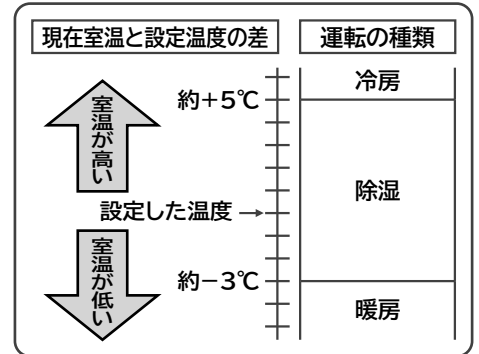 現在室温と設定温度の差
運転の種類
室温が高い
約+5℃
設定した温度→
約−3℃
室温が低い
冷房
除湿
暖房